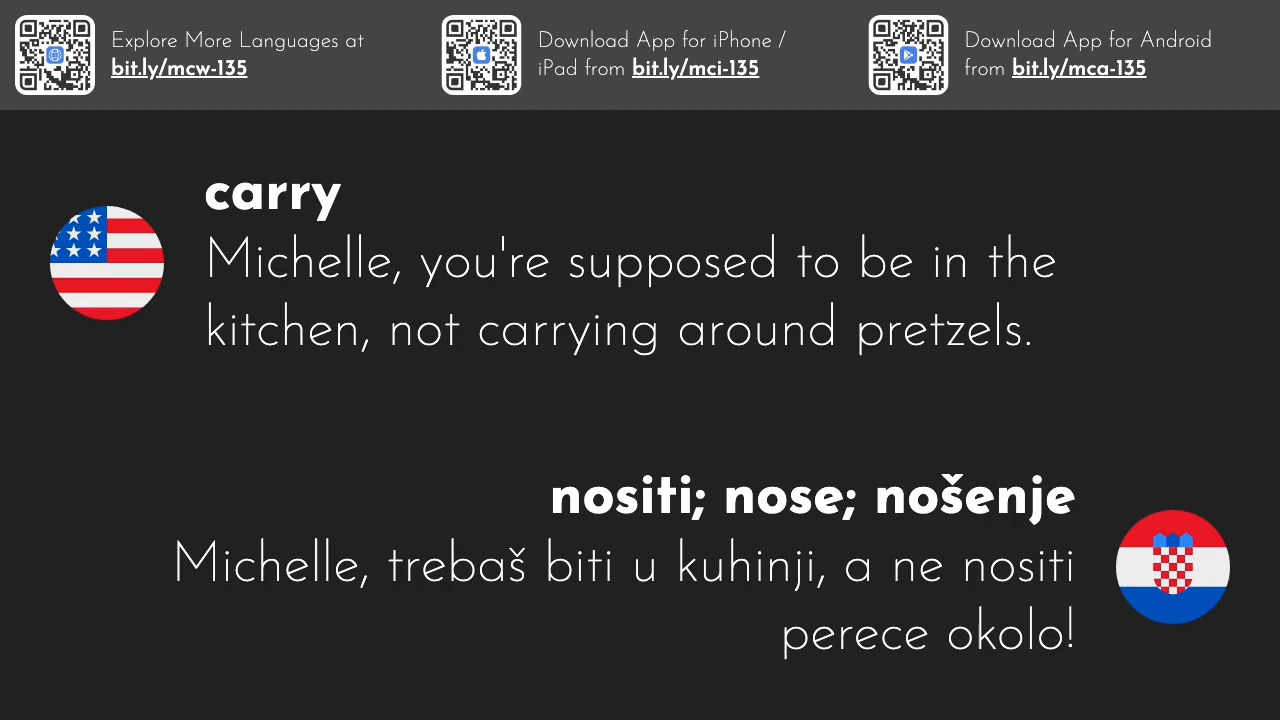 Explore More Languages at
bit.ly/mcw-135
Download App for iPhone /
iPad from bit.ly/mci-135
Download App for Android
from bit.ly/mca-135
carry
Michelle, you're supposed to be in the
kitchen, not carrying around pretzels.
nositi; nose; nošenje
Michelle, trebaš biti u kuhinji, a ne nositi
perece okolo!